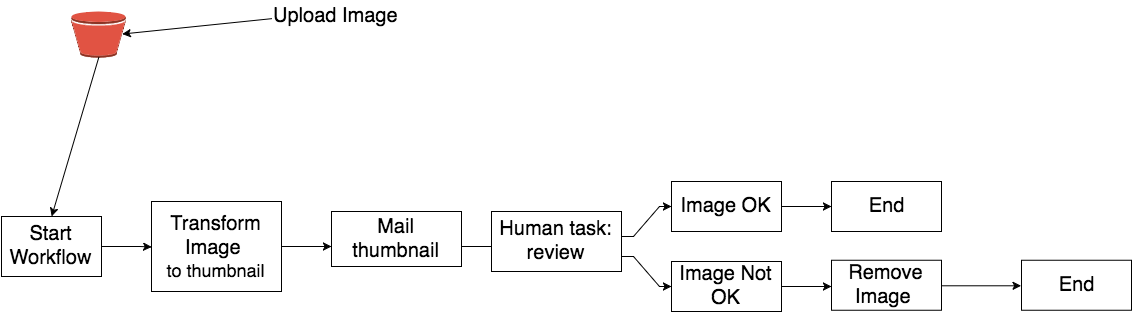 Upload Image
Start
Workflow
Transform
Image
to thumbnail
Mail
thumbnail
Human task:
review
Image OK
End
Image Not
OK
Remove
Image
End